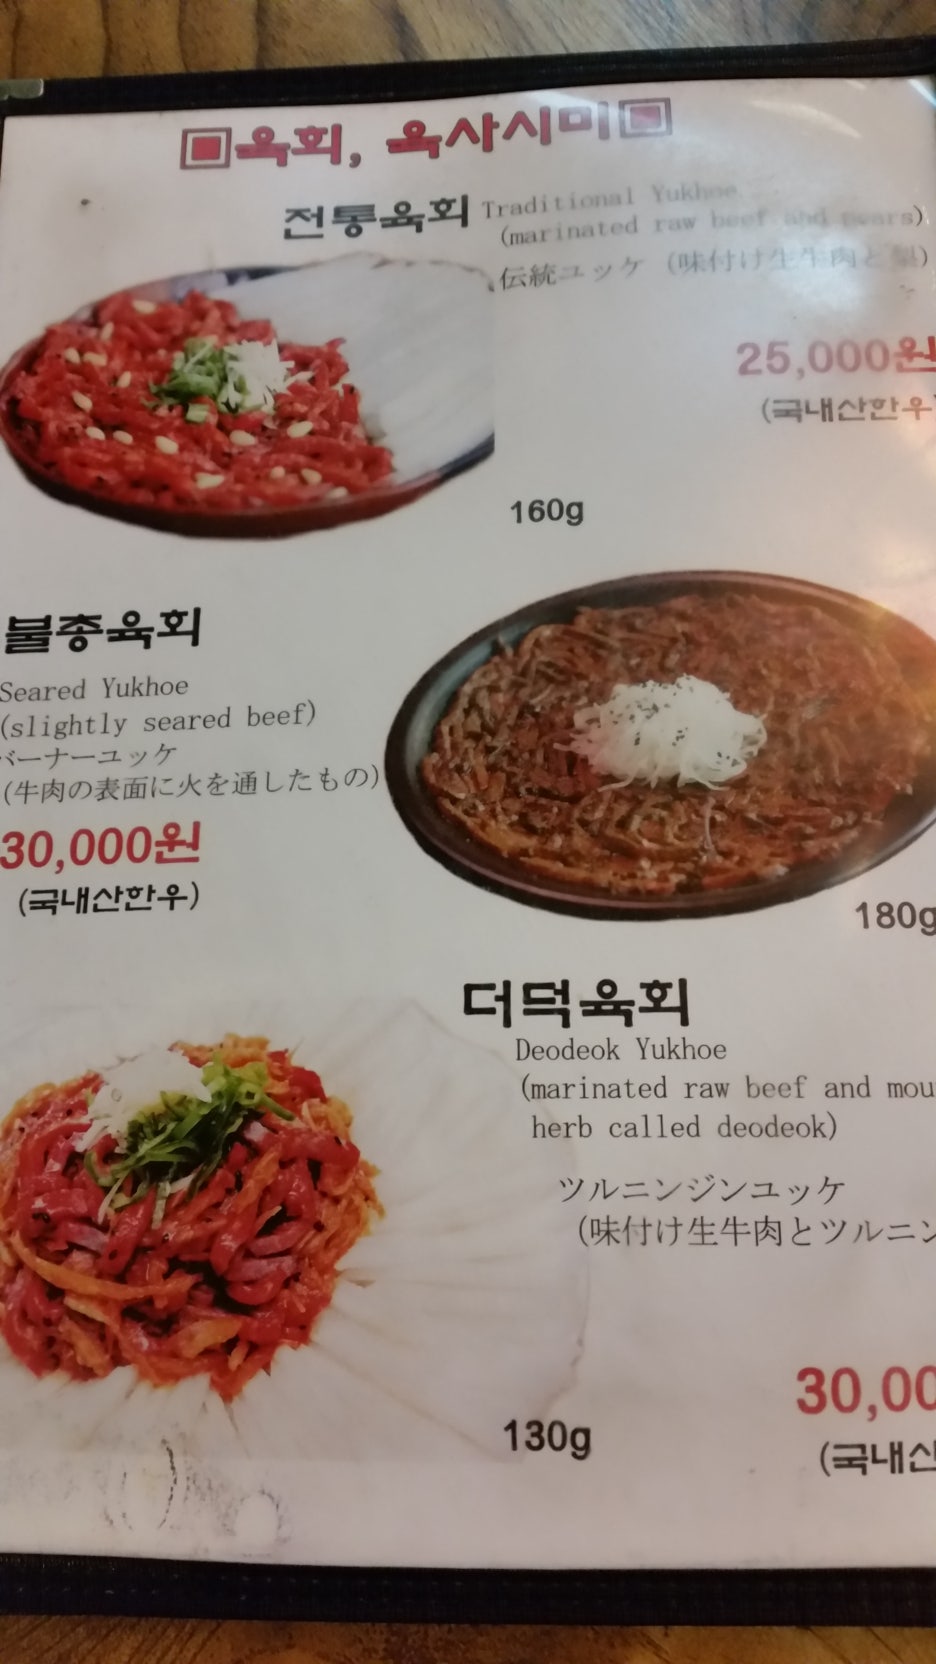 육회, 육사시미
전통육회 Traditional Yukhoe
(marinated raw beef and pears)
伝統ユッケ (味付け生牛肉と梨)
25,000원
(국내산한우)
160g
불총육회
Seared Yukhoe
(slightly seared beef)
バーナーユッケ
(牛肉の表面に火を通したもの)
30,000원
(국내산한우)
180g
더덕육회
Deodeok Yukhoe
(marinated raw beef and mou
herb called deodeok)
ツルニンジンユッケ
(味付け生牛肉とツルニン
30,00
(국내산
130g